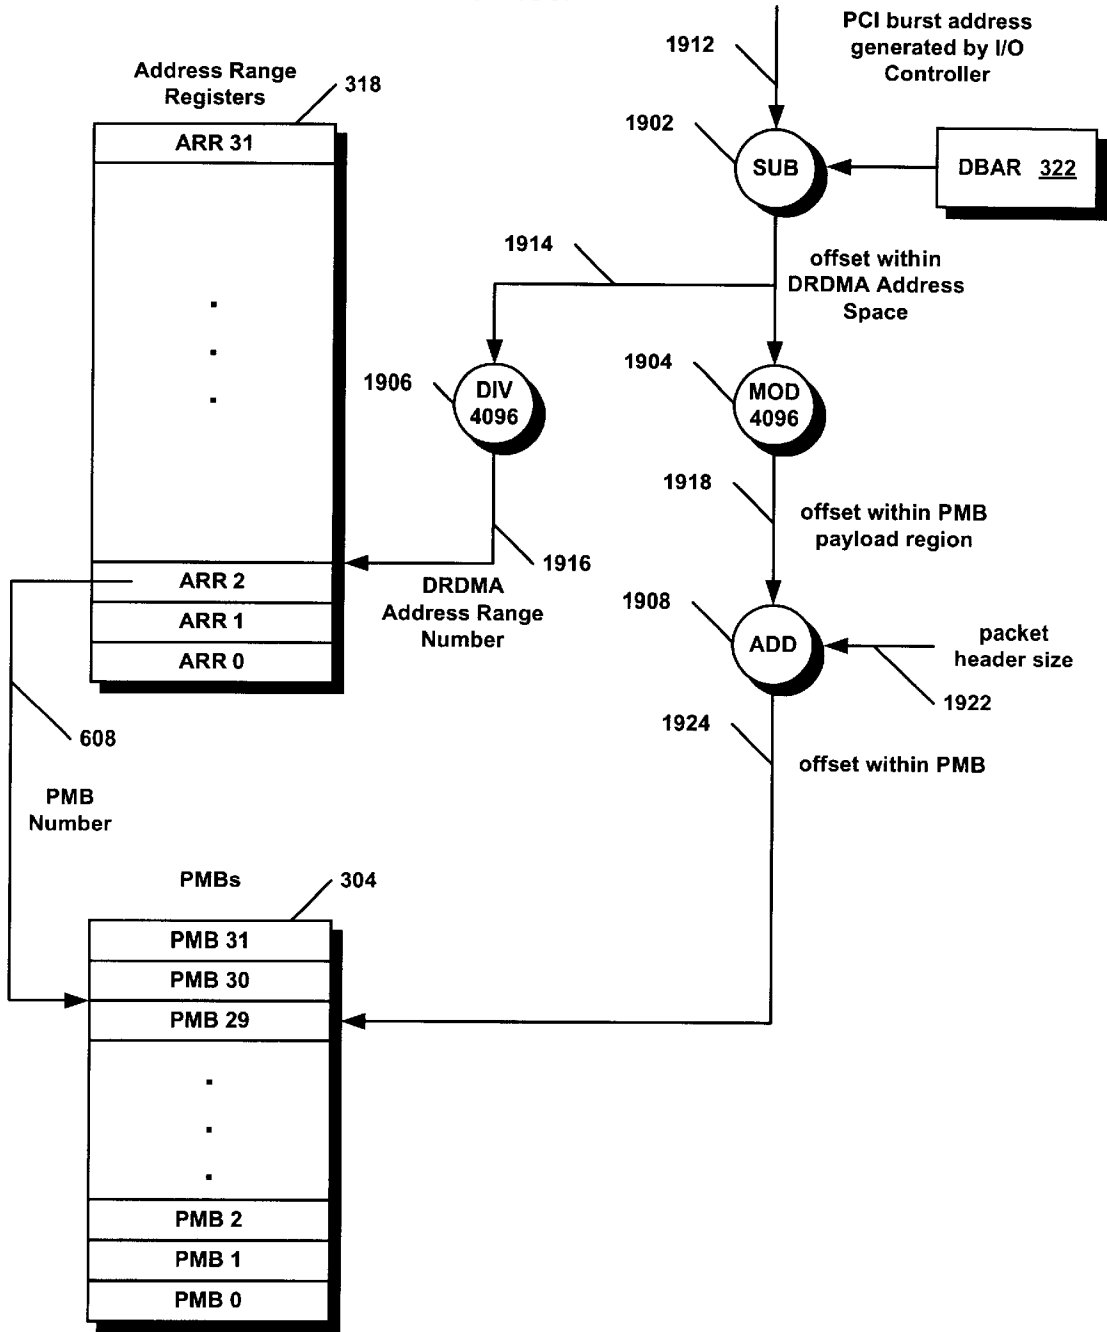 PCI burst address
generated by I/O
Controller
1912
Address Range
Registers
318
1902
ARR 31
SUB
DBAR 322
1914
offset within
DRDMA Address
Space
1904
1906
DIV
4096
MOD
4096
1918
offset within PMB
payload region
1916
ARR 2
DRDMA
Address Range
Number
ARR 1
ARR 0
1908
ADD
packet
header size
1922
1924
608
offset within PMB
PMB
Number
PMBs
304
PMB 31
PMB 30
PMB 29
PMB 2
PMB 1
PMB 0